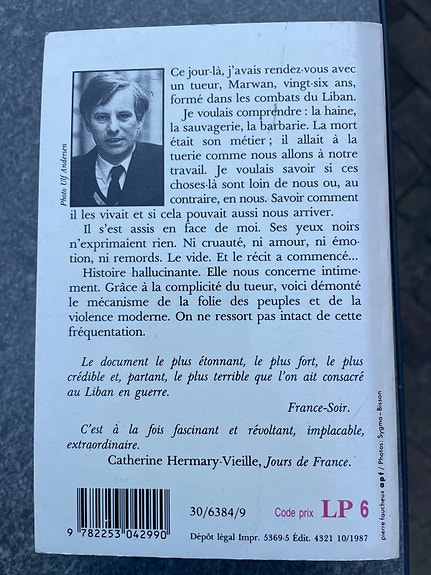 Ce jour-là, j'avais rendez-vous avec
un tueur, Marwan, vingt-six ans,
formé dans les combats du Liban.
Je voulais comprendre : la haine,
la sauvagerie, la barbarie. La mort
était son métier ; il allait à la
tuerie comme nous allons à notre
travail. Je voulais savoir si ces
choses-là sont loin de nous ou, au
contraire, en nous. Savoir comment
il les vivait et si cela pouvait aussi nous arriver.
Il s'est assis en face de moi. Ses yeux noirs
n'exprimaient rien. Ni cruauté, ni amour, ni émo-
tion, ni remords. Le vide. Et le récit a commencé...
Histoire hallucinante. Elle nous concerne intime-
ment. Grâce à la complicité du tueur, voici démonté
le mécanisme de la folie des peuples et de la
violence moderne. On ne ressort pas intact de cette
fréquentation.
Photo Ulf Andersen
Le document le plus étonnant, le plus fort, le plus
crédible et, partant, le plus terrible que l'on ait consacré
au Liban en guerre.
France-Soir.
C'est à la fois fascinant et révoltant, implacable,
extraordinaire.
Catherine Hermary-Vieille, Jours de France.
pierre faucheux apf / Photos : Sygma - Bisson
9 782253 042990
30/6384/9
Code prix LP 6
Dépôt légal Impr. 5369-5 Édit. 4321 10/1987